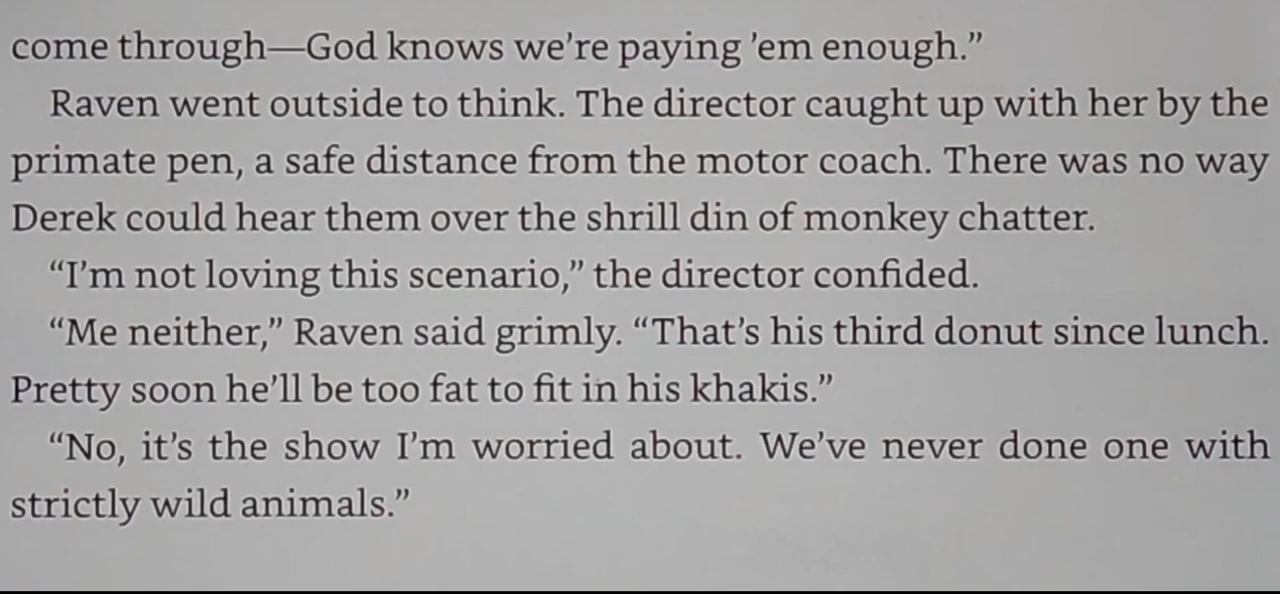 come through—God knows we’re paying ’em enough.”
Raven went outside to think. The director caught up with her by the
primate pen, a safe distance from the motor coach. There was no way
Derek could hear them over the shrill din of monkey chatter.
“I’m not loving this scenario,” the director confided.
“Me neither,” Raven said grimly. “That’s his third donut since lunch.
Pretty soon he’ll be too fat to fit in his khakis.”
“No, it’s the show I’m worried about. We’ve never done one with
strictly wild animals.”